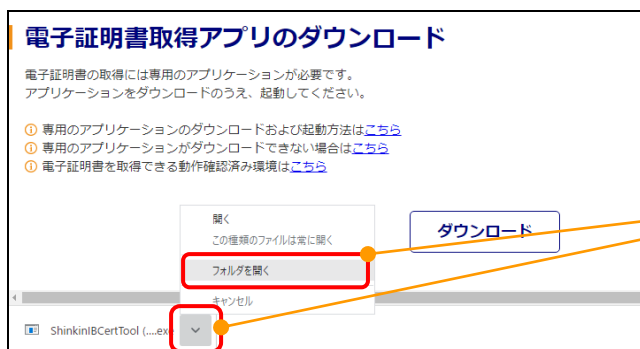 電子証明書取得アプリのダウンロード
電子証明書の取得には専用のアプリケーションが必要です。
アプリケーションをダウンロードのうえ、起動してください。
専用のアプリケーションのダウンロードおよび起動方法はこちら
専用のアプリケーションがダウンロードできない場合はこちら
電子証明書を取得できる動作確認済み環境はこちら
開く
この種類のファイルは常に開く
フォルダを開く
キャンセル
ダウンロード
ShinkinIBCertTool (....exe